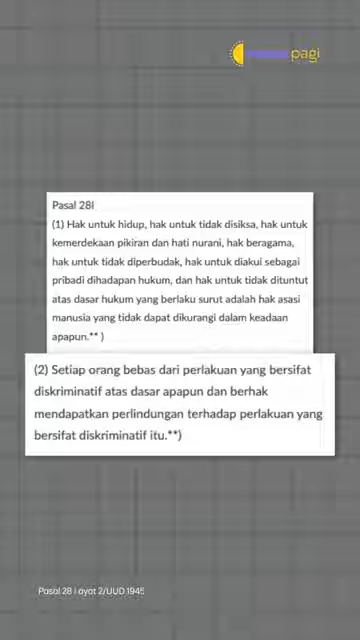 pagi
Pasal 28I
(1) Hak untuk hidup, hak untuk tidak disiksa, hak untuk
kemerdekaan pikiran dan hati nurani, hak beragama,
hak untuk tidak diperbudak, hak untuk diakui sebagai
pribadi dihadapan hukum, dan hak untuk tidak dituntut
atas dasar hukum yang berlaku surut adalah hak asasi
manusia yang tidak dapat dikurangi dalam keadaan
apapun.** )
(2) Setiap orang bebas dari perlakuan yang bersifat
diskriminatif atas dasar apapun dan berhak
mendapatkan perlindungan terhadap perlakuan yang
bersifat diskriminatif itu.**)
Pasal 28 I ayat 2/UUD 1945